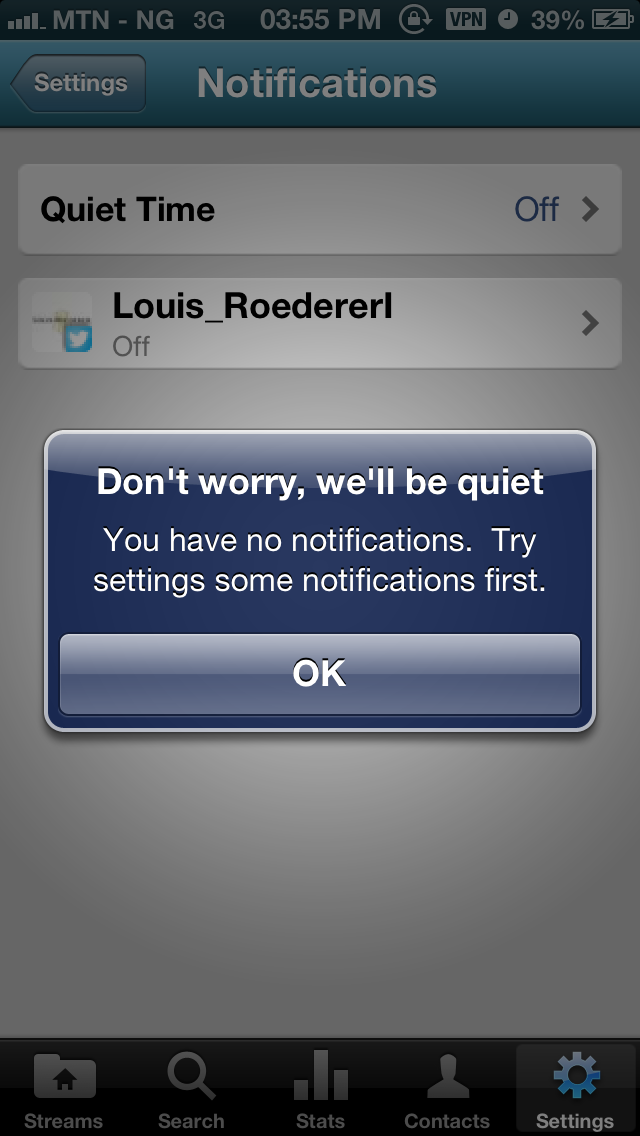 MTN - NG 3G 03:55 PM VPN 39%
Settings Notifications
Quiet Time Off
Louis_Roedererl
Off
Don't worry, we'll be quiet
You have no notifications. Try
settings some notifications first.
OK
Streams Search Stats Contacts Settings